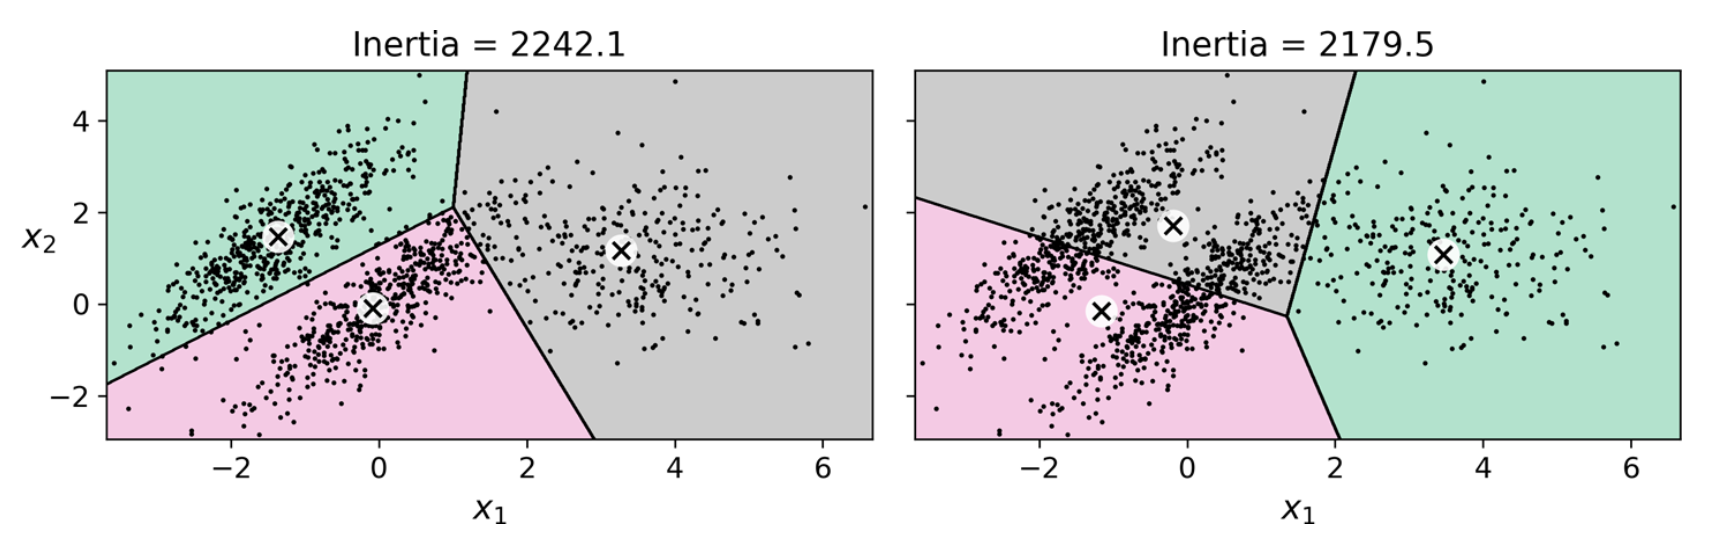 Inertia = 2242.1
Inertia = 2179.5
4
2
0
−2
x2
−2 0 2 4 6
−2 0 2 4 6
x1
x1